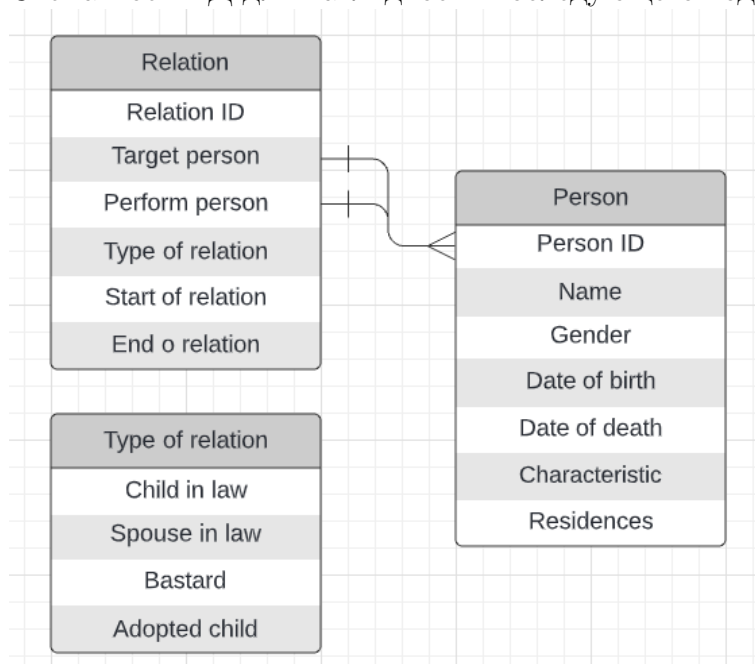 Relation
Relation ID
Target person
Perform person
Type of relation
Start of relation
End o relation
Person
Person ID
Name
Gender
Date of birth
Date of death
Characteristic
Residences
Type of relation
Child in law
Spouse in law
Bastard
Adopted child